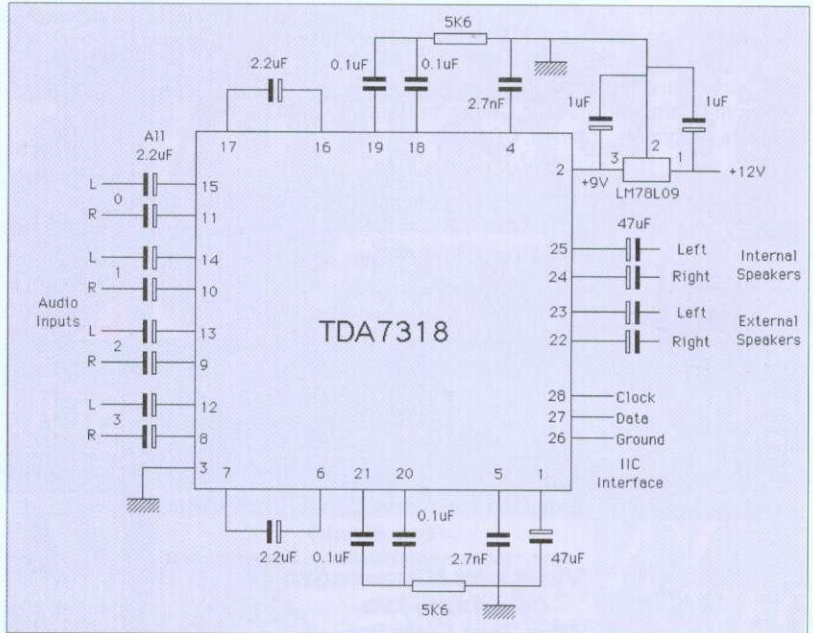 5K6
2.2uF
0.1uF
0.1uF
2.7nF
1uF
1uF
All
2.2uF
17
16
19
18
4
2
3
2
1
+9V
LM78L09
+12V
L
15
0
R
11
L
14
1
R
10
Audio
Inputs
L
13
2
R
9
L
12
3
R
8
3
TDA7318
47uF
25
Left
24
Right
Internal
Speakers
23
Left
22
Right
External
Speakers
28
Clock
27
Data
26
Ground
IIC
Interface
7
6
21
20
5
1
2.2uF
0.1uF
0.1uF
2.7nF
47uF
5K6